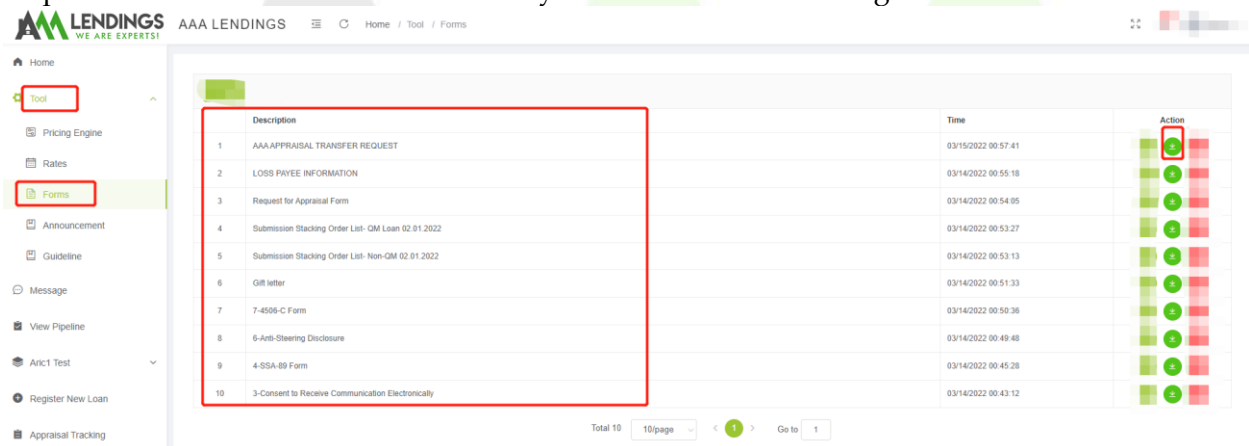 LENDINGS
WE ARE EXPERTS!
AAA LENDINGS Home / Tool / Forms
Home
Tool
Pricing Engine
Rates
Forms
Announcement
Guideline
Message
View Pipeline
Aric1 Test
Register New Loan
Appraisal Tracking
Description Time Action
1 AAA APPRAISAL TRANSFER REQUEST 03/15/2022 00:57:41
2 LOSS PAYEE INFORMATION 03/14/2022 00:55:18
3 Request for Appraisal Form 03/14/2022 00:54:05
4 Submission Stacking Order List- QM Loan 02.01.2022 03/14/2022 00:53:27
5 Submission Stacking Order List- Non-QM 02.01.2022 03/14/2022 00:53:13
6 Gift letter 03/14/2022 00:51:33
7 7-4506-C Form 03/14/2022 00:50:36
8 6-Anti-Steering Disclosure 03/14/2022 00:49:48
9 4-SSA-89 Form 03/14/2022 00:45:28
10 3-Consent to Receive Communication Electronically 03/14/2022 00:43:12
Total 10 10/page < 1 > Go to 1